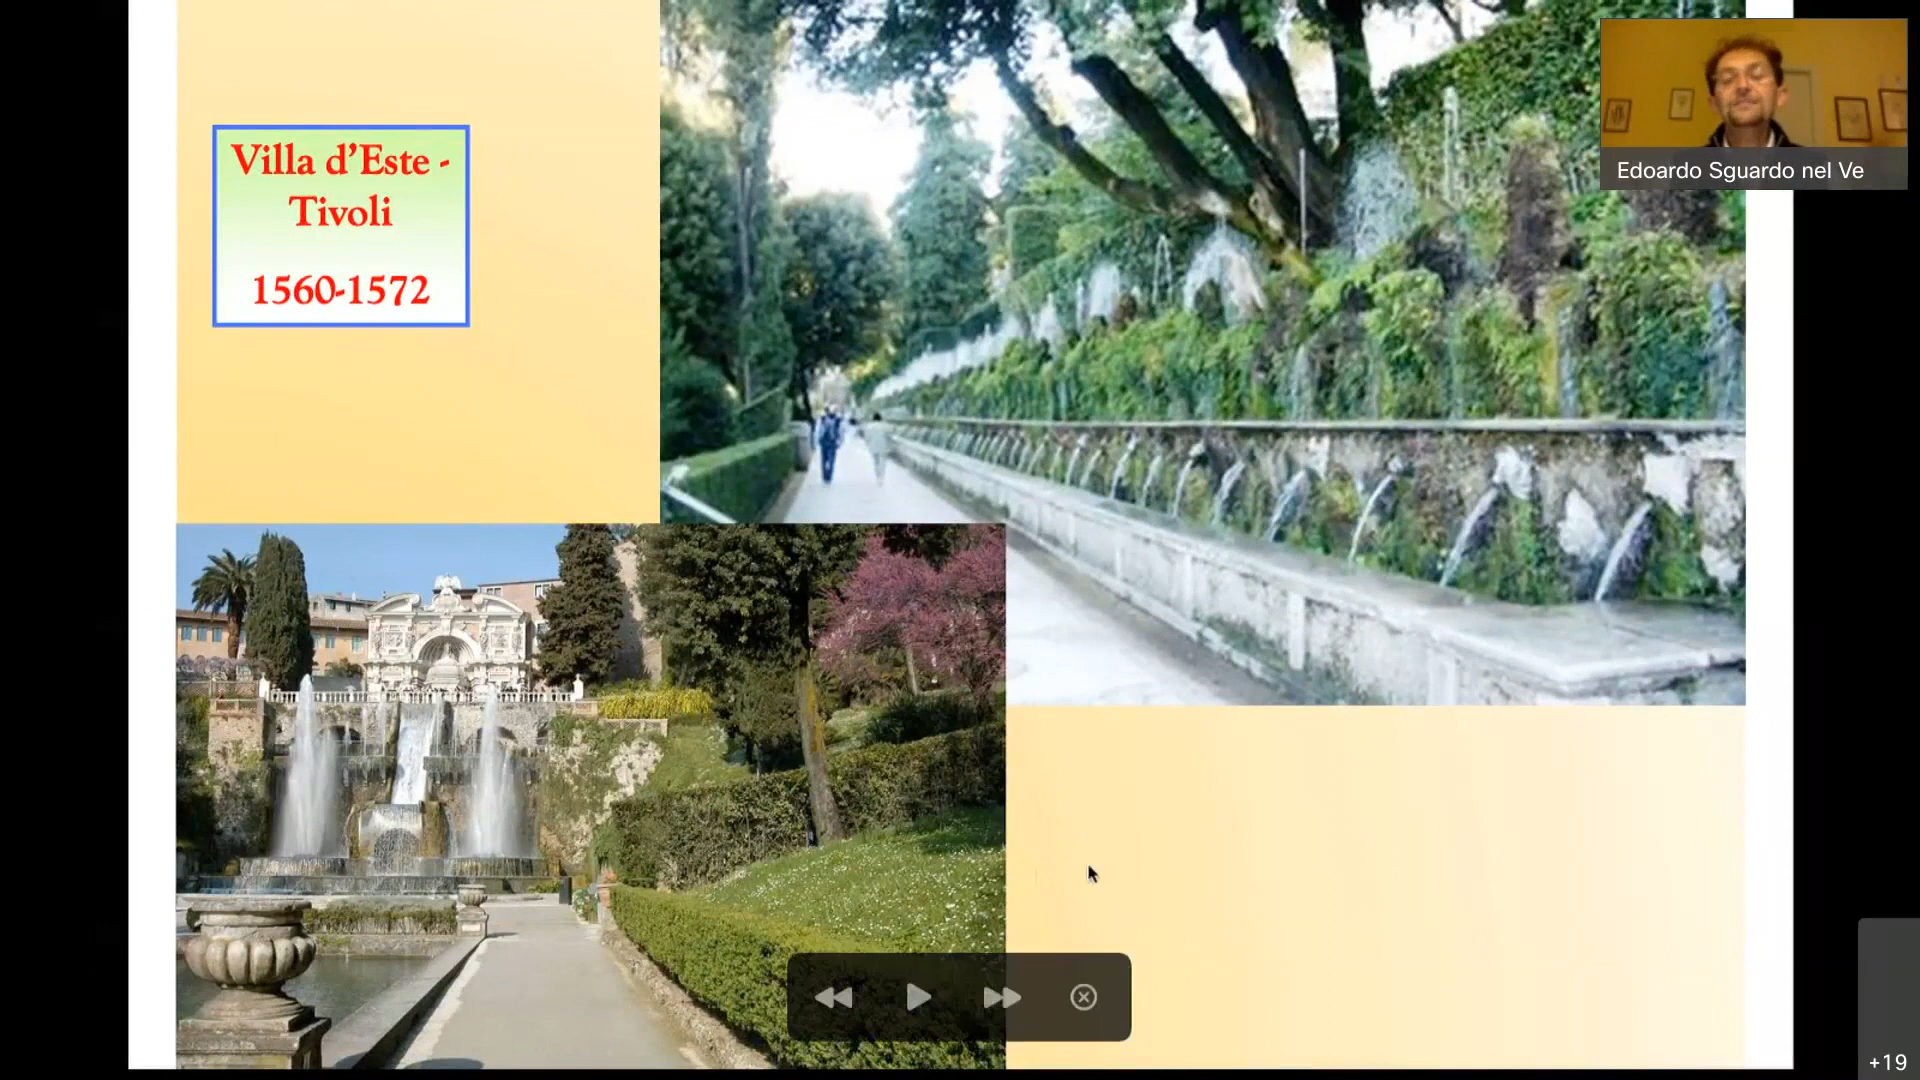 Villa d’Este -
Tivoli
1560-1572
Edoardo Sguardo nel Ve
+19